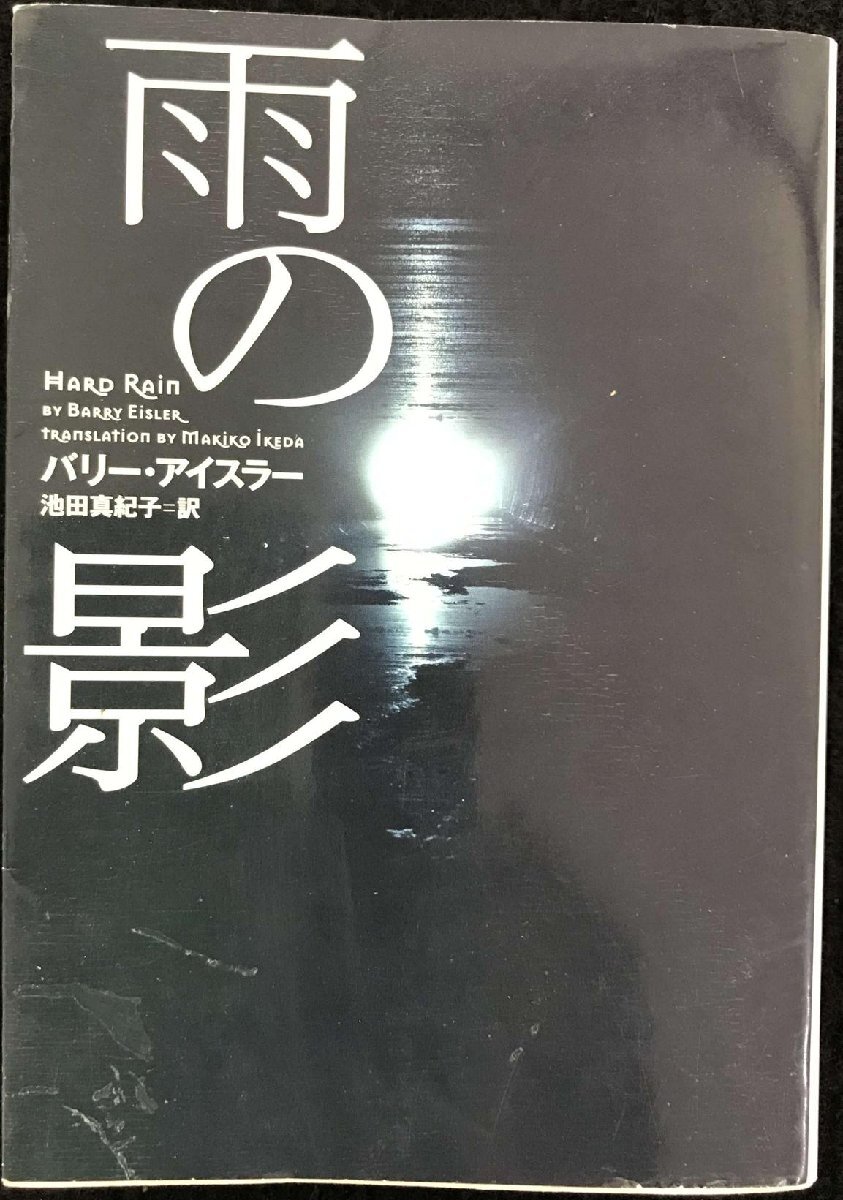 雨の影
HARD RAIN
BY BARRY EISLER
TRANSLATION BY MAKIKO IKEDA
バリー・アイスラー
池田真紀子=訳